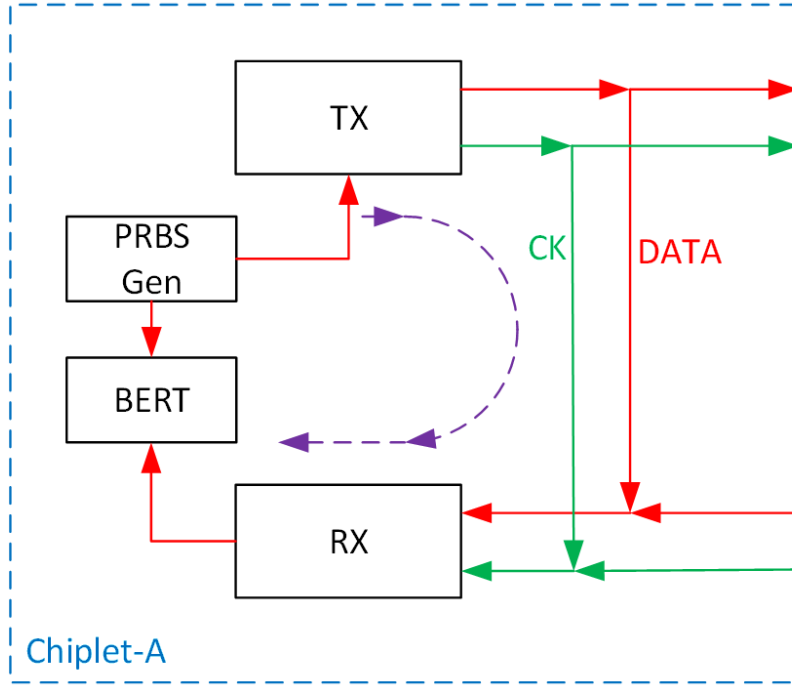 TX
PRBS
Gen
CK
DATA
BERT
RX
Chiplet-A